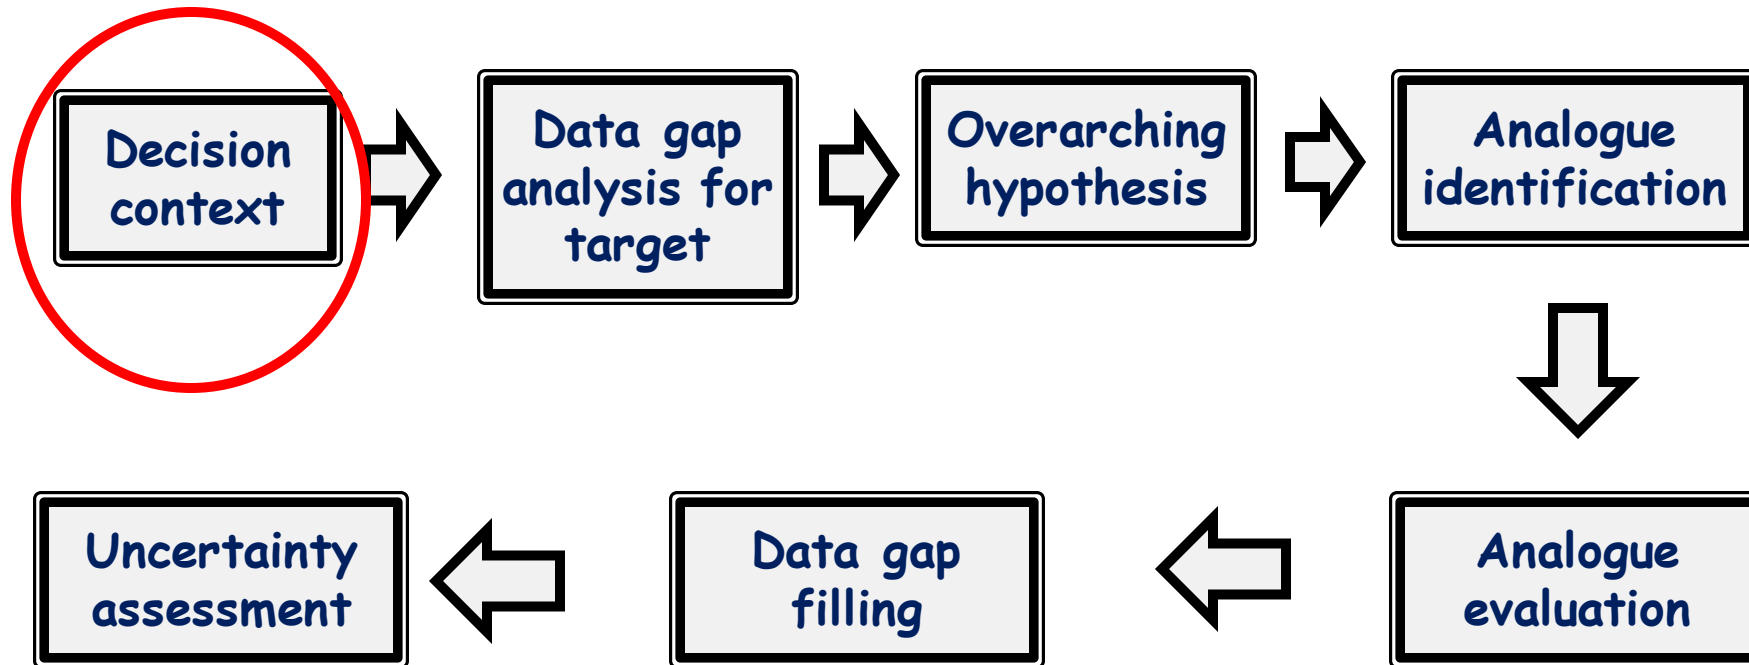 Decision
context
Data gap
analysis for
target
Overarching
hypothesis
Analogue
identification
Uncertainty
assessment
Data gap
filling
Analogue
evaluation